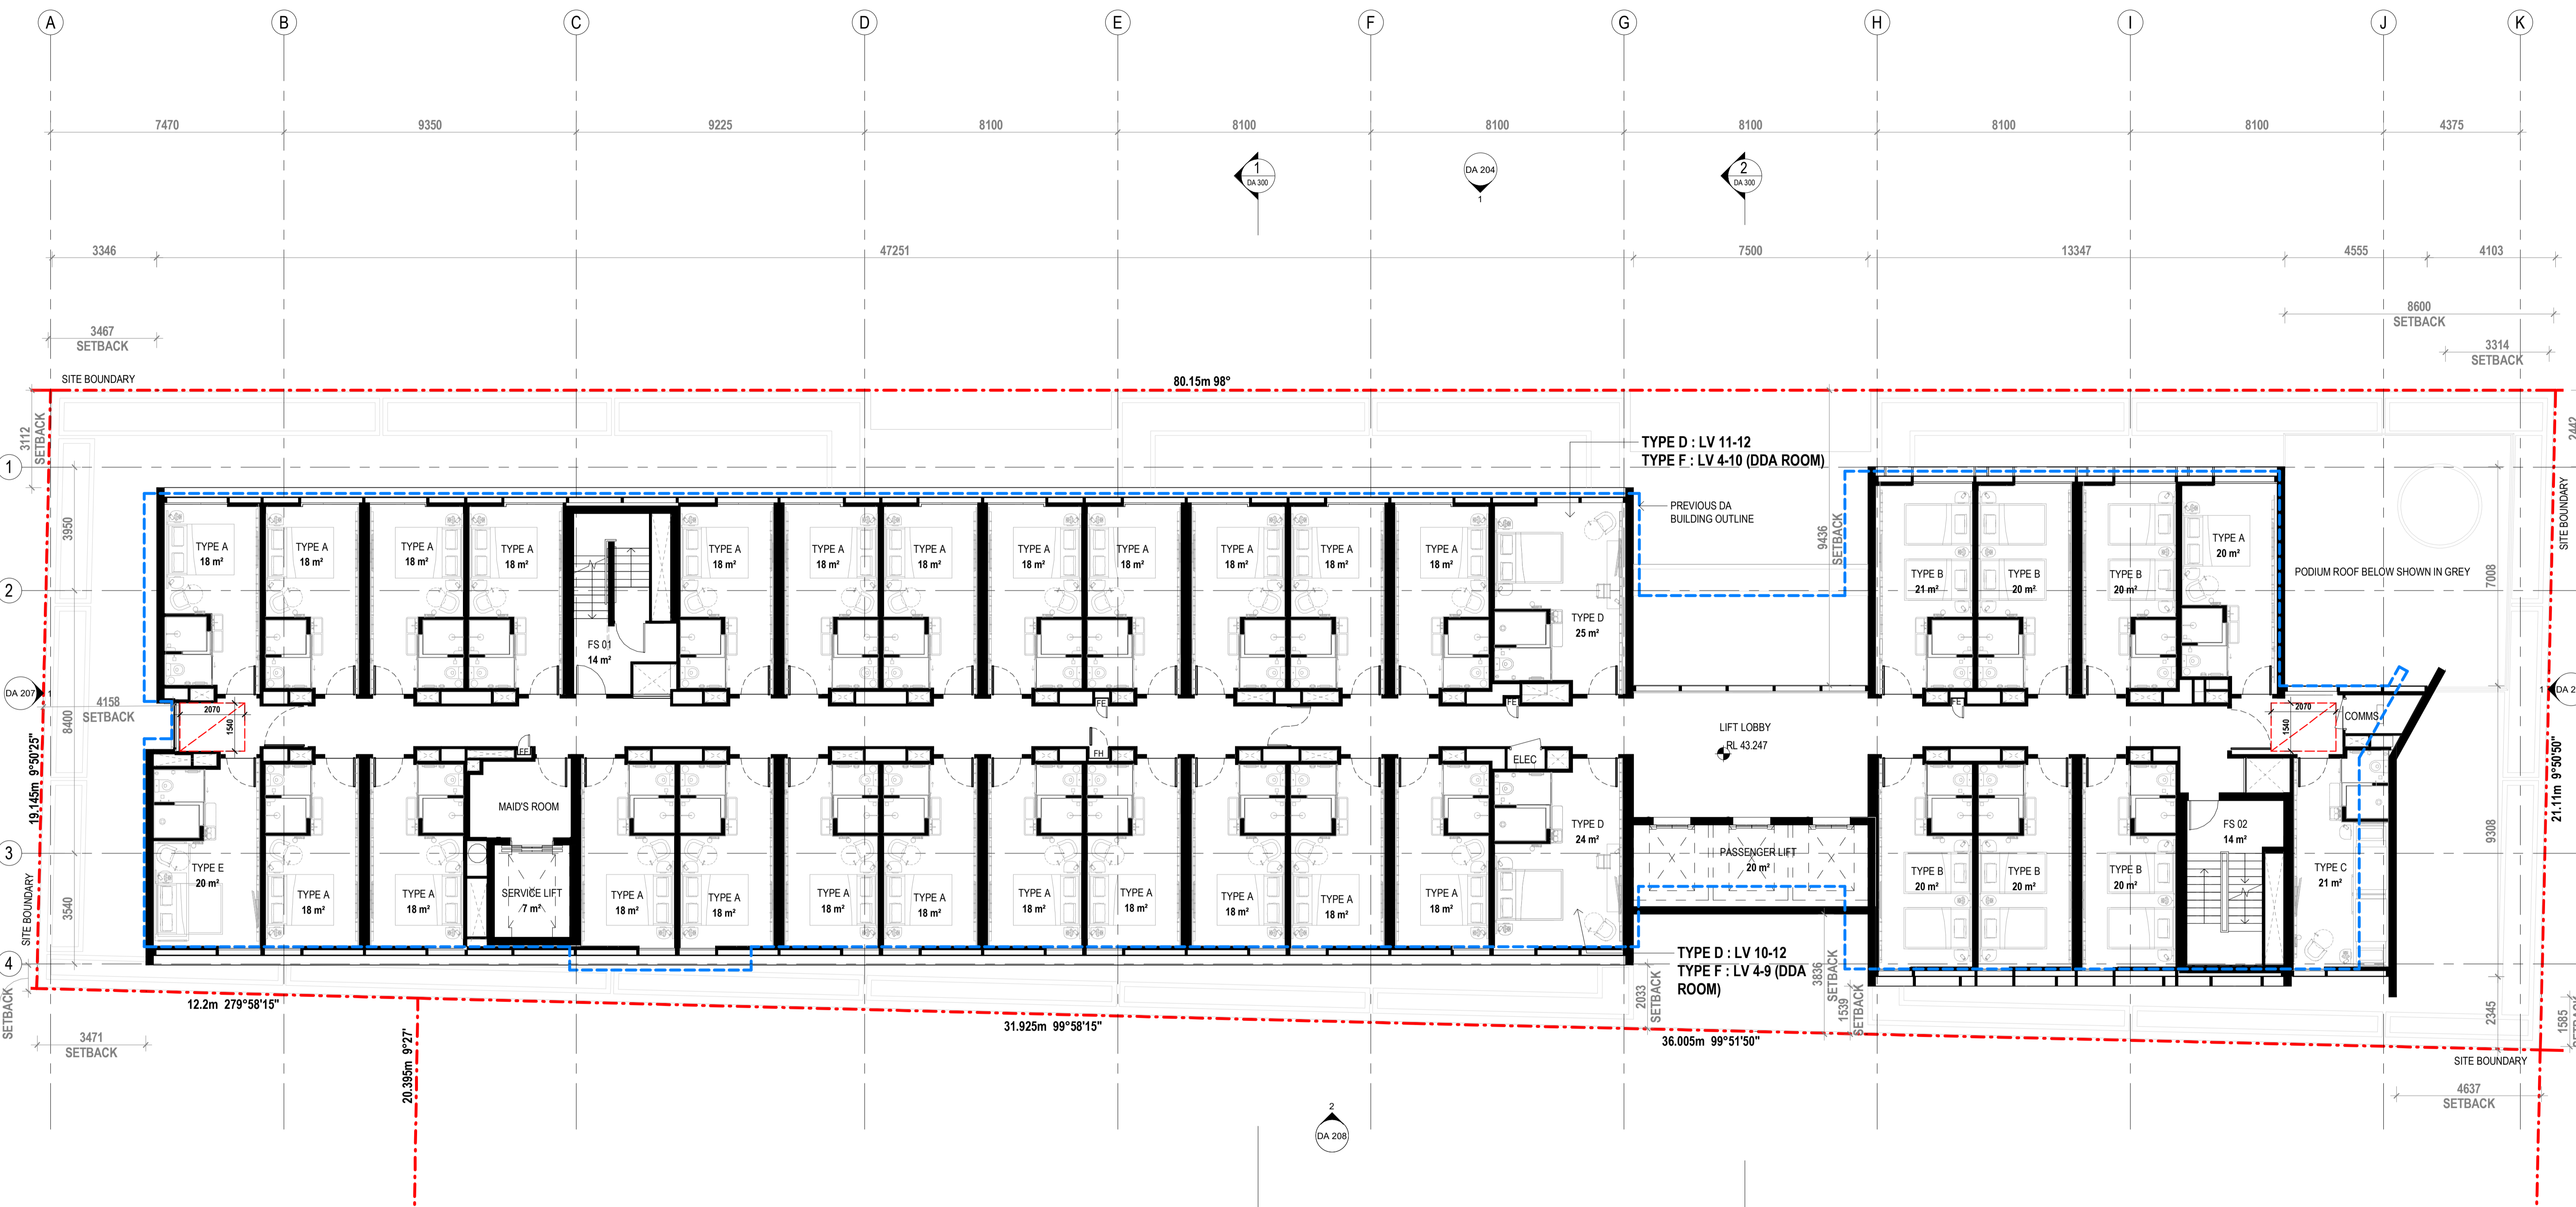 A B C D E F G H I J K
7470 9350 9225 8100 8100 8100 8100 8100 8100 4375
1
DA 300
DA 204
1
2
DA 300
3346 47251 7500 13347 4555 4103
8600
SETBACK
3467
SETBACK
3314
SETBACK
SITE BOUNDARY
80.15m 98°
3112
SETBACK
2442
TYPE D : LV 11-12
TYPE F : LV 4-10 (DDA ROOM)
1
PREVIOUS DA
BUILDING OUTLINE
SITE BOUNDARY
3950
9436
SETBACK
TYPE A
18 m²
TYPE A
18 m²
TYPE A
18 m²
TYPE A
18 m²
TYPE A
18 m²
TYPE A
18 m²
TYPE A
18 m²
TYPE A
18 m²
TYPE A
18 m²
TYPE A
18 m²
TYPE A
18 m²
TYPE A
18 m²
TYPE A
20 m²
TYPE B
21 m²
TYPE B
20 m²
TYPE B
20 m²
PODIUM ROOF BELOW SHOWN IN GREY
7008
2
TYPE D
25 m²
FS 01
14 m²
DA 207
1
4158
SETBACK
2070
1540
8400
FE
FE
FE
2070
1540
COMMS
1
DA 2
LIFT LOBBY
RL 43.247
FE
FH
ELEC
19.145m 9°50'25"
21.11m 9°50'50"
MAID'S ROOM
TYPE D
24 m²
FS 02
14 m²
9308
3
PASSENGER LIFT
20 m²
TYPE E
20 m²
TYPE A
18 m²
TYPE A
18 m²
SERVICE LIFT
7 m²
TYPE A
18 m²
TYPE A
18 m²
TYPE A
18 m²
TYPE A
18 m²
TYPE A
18 m²
TYPE A
18 m²
TYPE A
18 m²
TYPE A
18 m²
TYPE A
18 m²
TYPE B
20 m²
TYPE B
20 m²
TYPE B
20 m²
TYPE C
21 m²
3540
SITE BOUNDARY
4
TYPE D : LV 10-12
TYPE F : LV 4-9 (DDA
ROOM)
SETBACK
2033
SETBACK
3836
SETBACK
1539
SETBACK
2345
1585
12.2m 279°58'15"
31.925m 99°58'15"
36.005m 99°51'50"
3471
SETBACK
20.395m 9°27'
SITE BOUNDARY
4637
SETBACK
2
DA 208